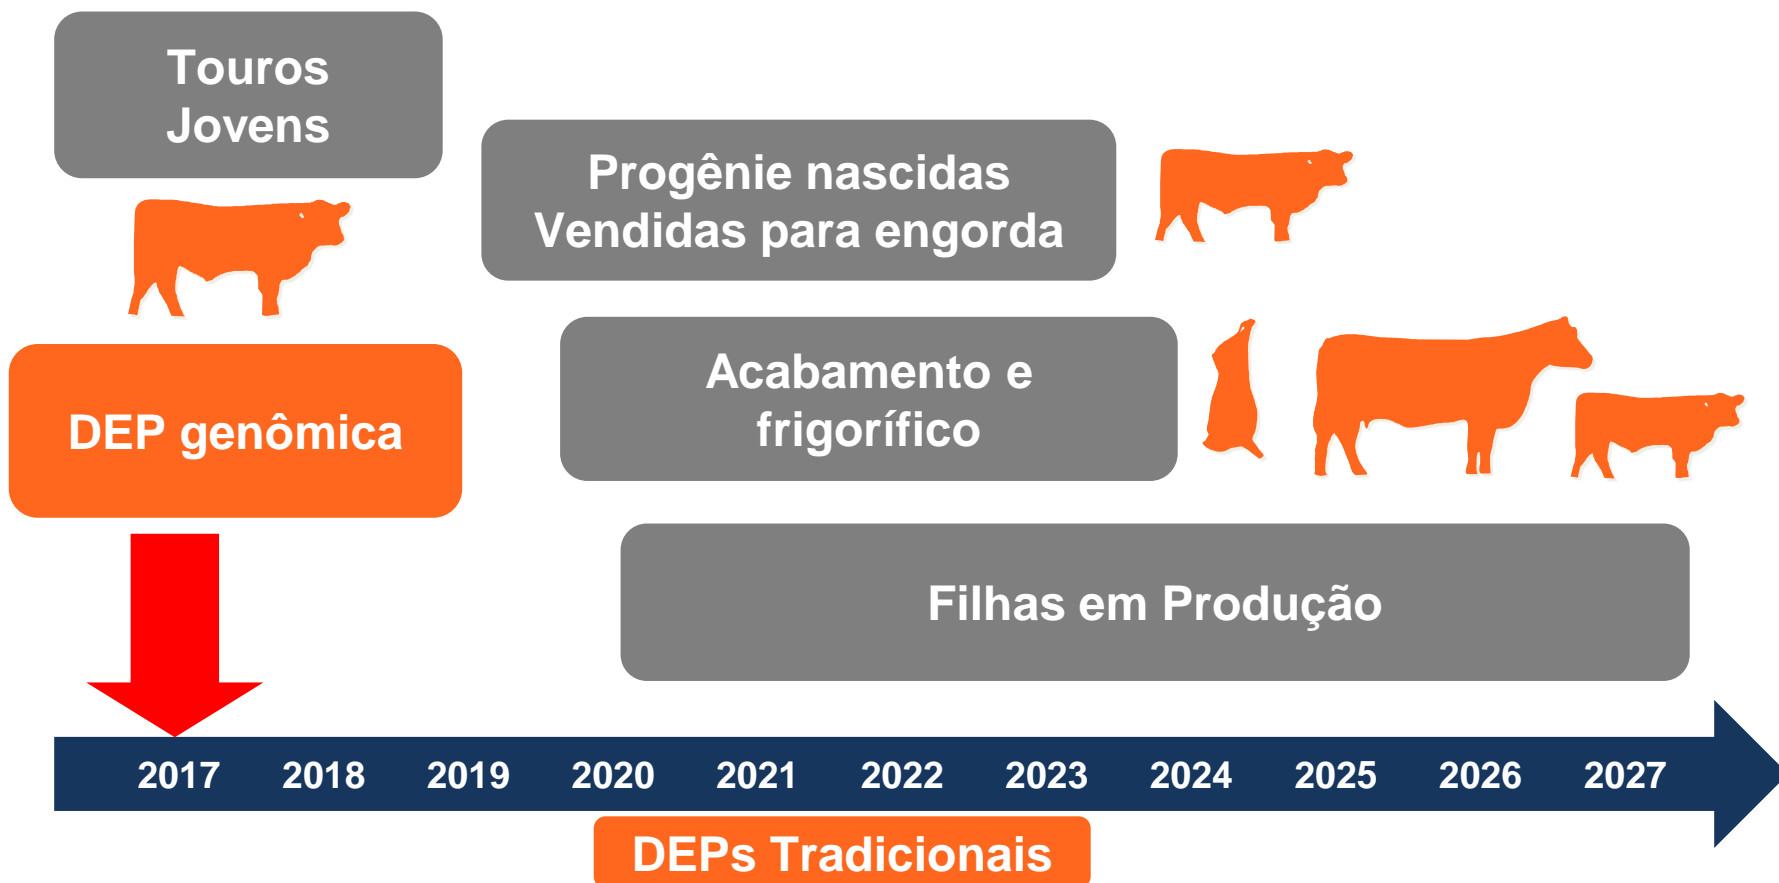 Touros
Jovens
Progênie nascidas
Vendidas para engorda
DEP genômica
Acabamento e
frigorífico
Filhas em Produção
2017 2018 2019 2020 2021 2022 2023 2024 2025 2026 2027
DEPs Tradicionais